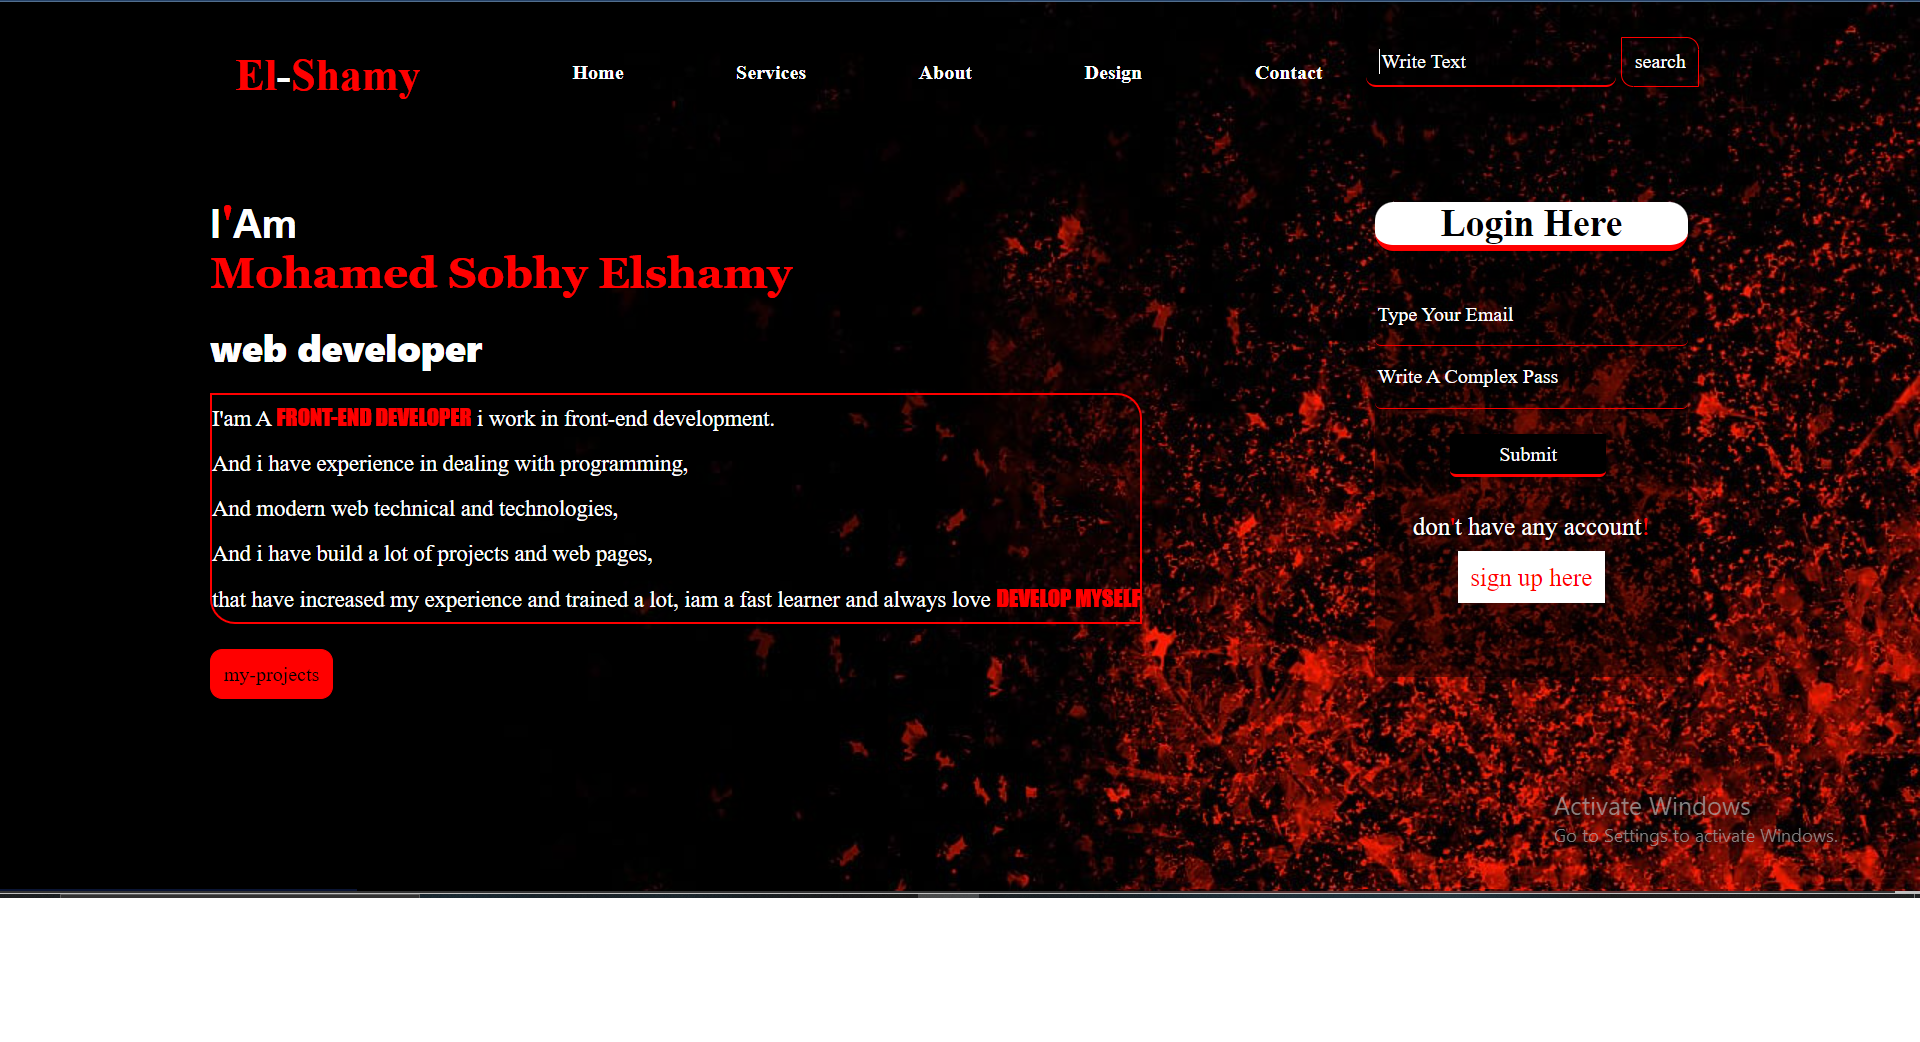 El-Shamy
Home
Services
About
Design
Contact
Write Text
search
I'Am
Mohamed Sobhy Elshamy
web developer
I'am A FRONT-END DEVELOPER i work in front-end development.
And i have experience in dealing with programming,
And modern web technical and technologies,
And i have build a lot of projects and web pages,
that have increased my experience and trained a lot, iam a fast learner and always love DEVELOP MYSELF
my-projects
Login Here
Type Your Email
Write A Complex Pass
Submit
don't have any account!
sign up here
Activate Windows
Go to Settings to activate Windows.